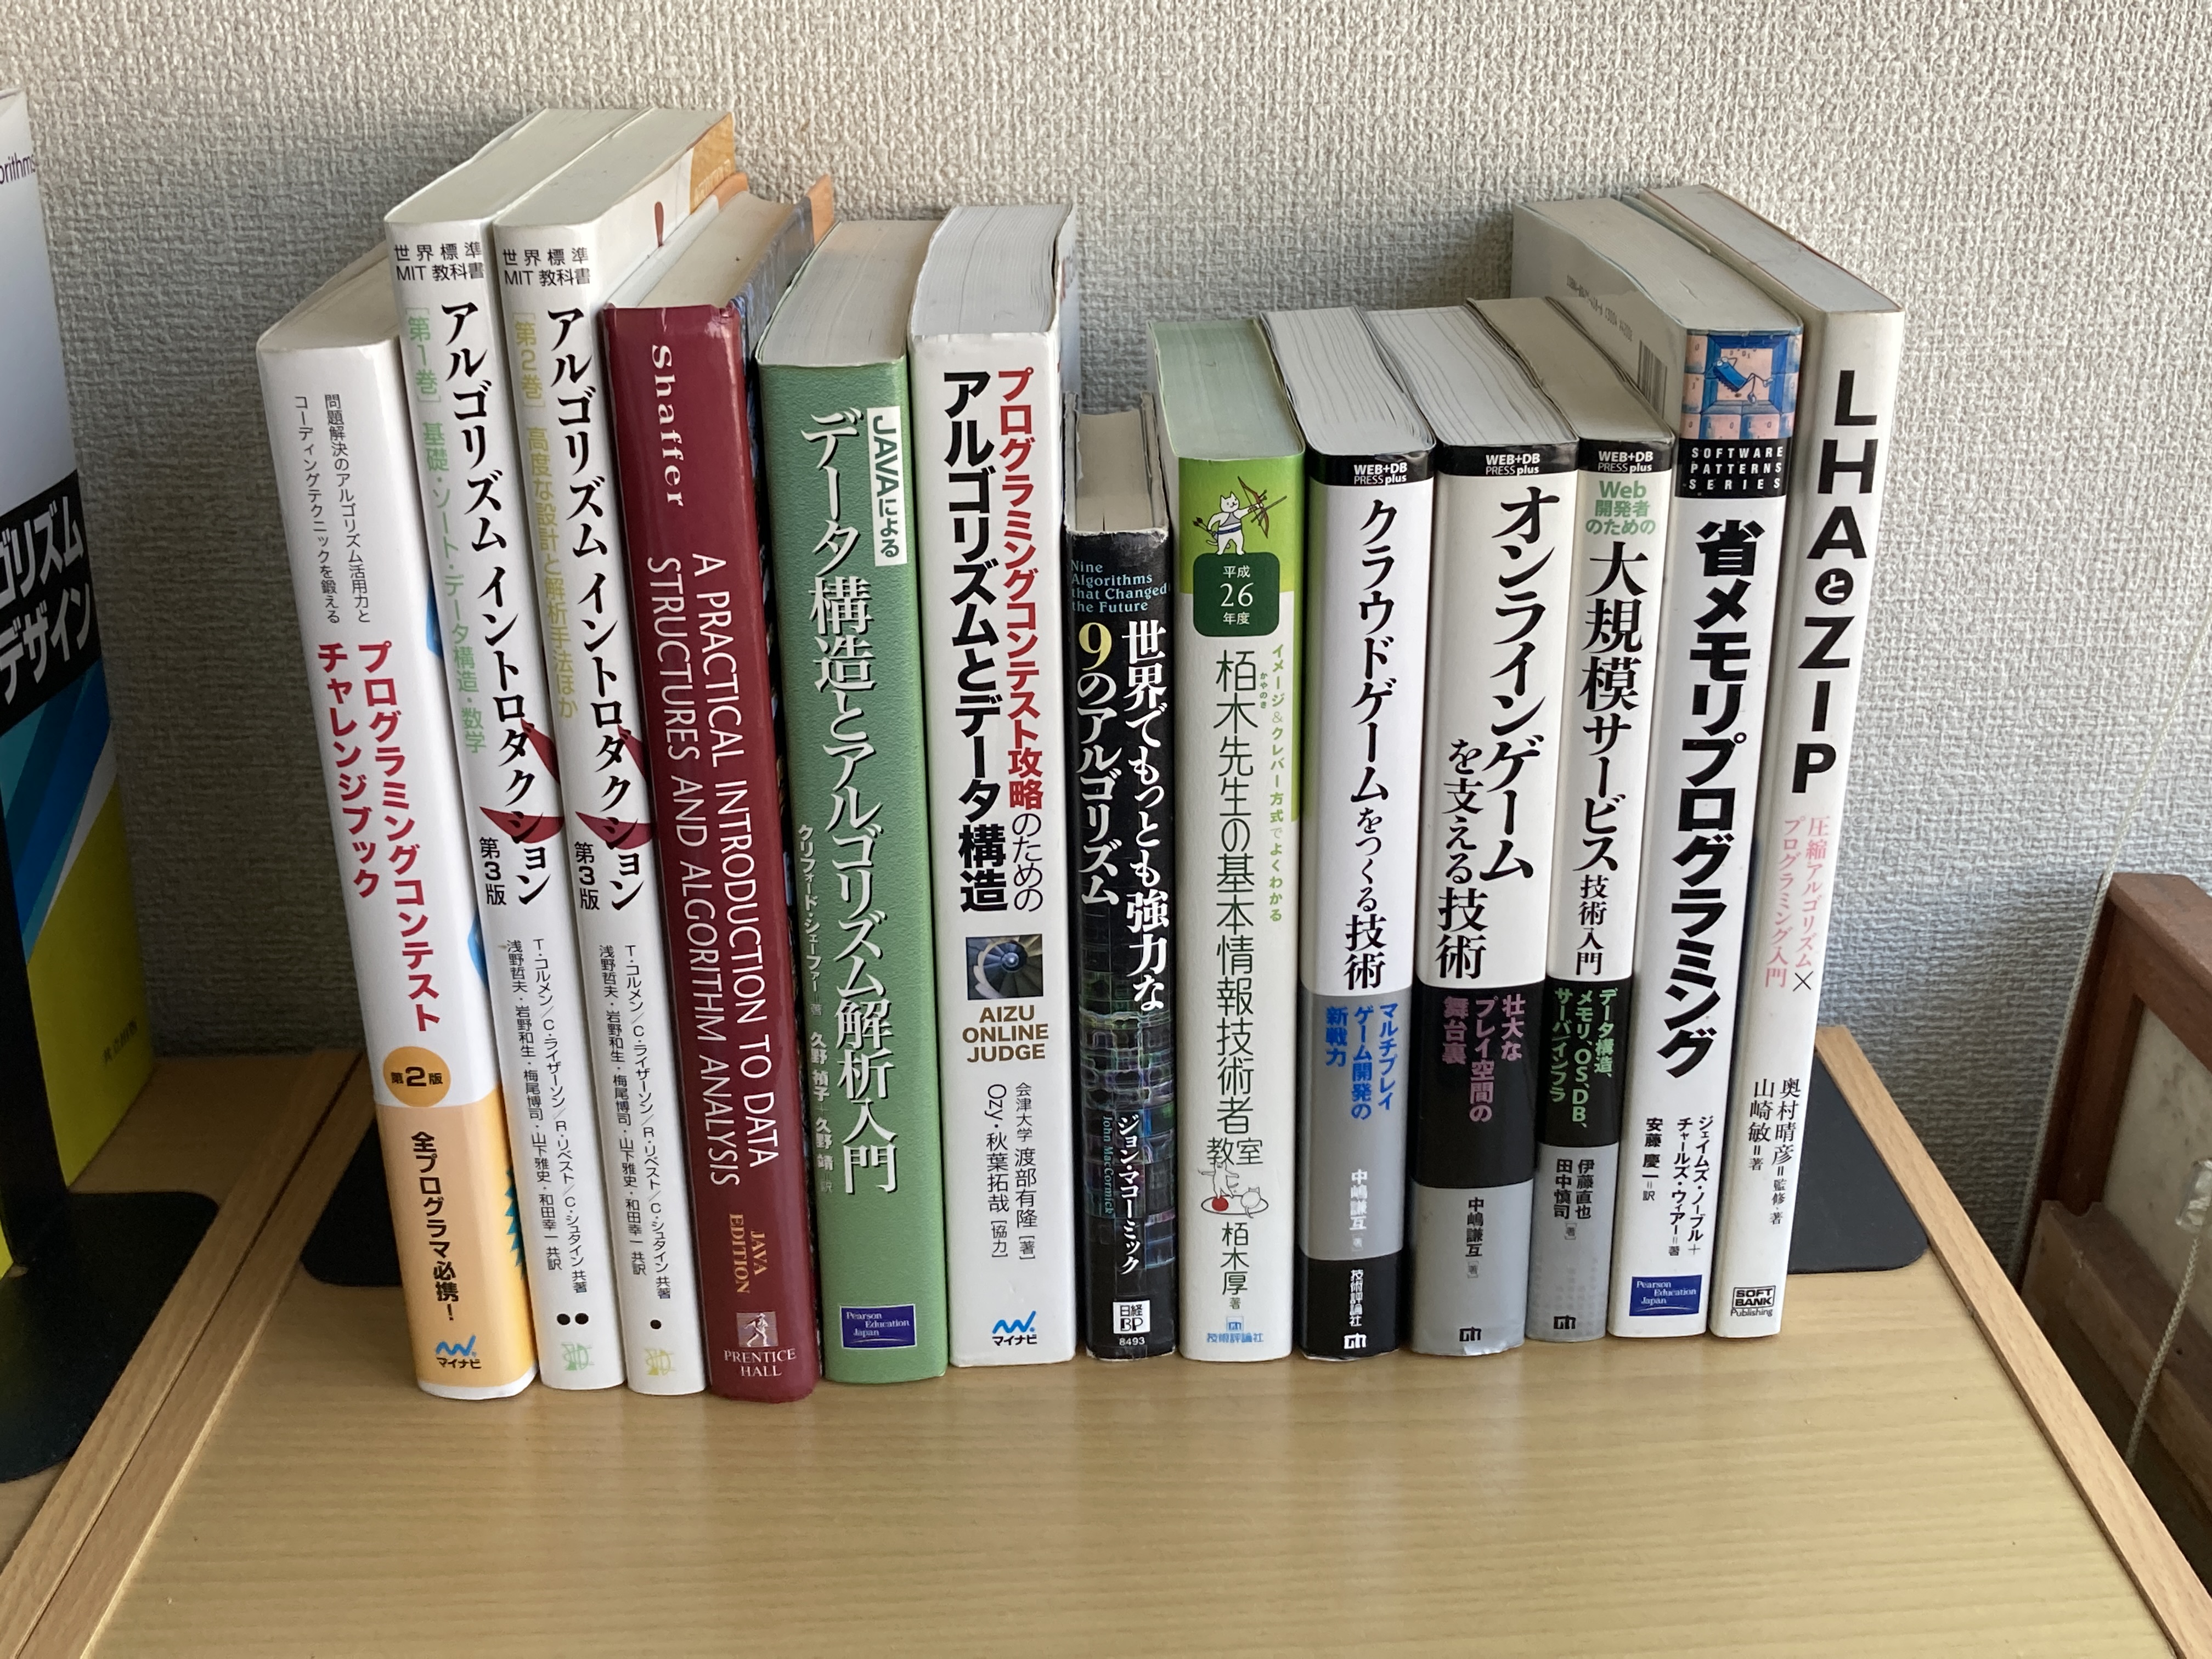 orithms
ゴリズム
デザイン
問題解決のアルゴリズム活用力と
コーディングテクニックを鍛える
プログラミングコンテスト
チャレンジブック
第2版
全プログラマ必携!
マイナビ
世界標準
MIT教科書
アルゴリズム イントロダクション
[第1巻] 基礎・ソート・データ構造・数学
第3版
T・コルメン/C・ライザーソン/R・リベスト/C・シュタイン 共著
浅野哲夫・岩野和生・梅尾博司・山下雅史・和田幸一 共訳
世界標準
MIT教科書
アルゴリズム イントロダクション
[第2巻] 高度な設計と解析手法ほか
第3版
T・コルメン/C・ライザーソン/R・リベスト/C・シュタイン 共著
浅野哲夫・岩野和生・梅尾博司・山下雅史・和田幸一 共訳
Shaffer
A PRACTICAL INTRODUCTION TO DATA
STRUCTURES AND ALGORITHM ANALYSIS
JAVA
EDITION
PRENTICE
HALL
JAVAによる
データ構造とアルゴリズム解析入門
クリフォード・シェーファー=著
久野 禎子+久野 靖=訳
Pearson
Education
Japan
プログラミングコンテスト攻略のための
アルゴリズムとデータ構造
AIZU
ONLINE
JUDGE
会津大学 渡部有隆[著]
Ozy・秋葉拓哉[協力]
マイナビ
Nine
Algorithms
that Changed
the Future
世界でもっとも強力な
9のアルゴリズム
ジョン・マコーミック
John MacCormick
日経
BP
8493
平成
26
年度
イメージ&クレバー方式でよくわかる
栢木先生の基本情報技術者教室
かやのき
栢木厚 著
技術評論社
WEB+DB
PRESS plus
クラウドゲームをつくる技術
マルチプレイ
ゲーム開発の
新戦力
中嶋謙互 著
技術評論社
WEB+DB
PRESS plus
オンラインゲーム
を支える技術
壮大な
プレイ空間の
舞台裏
中嶋謙互[著]
WEB+DB
PRESS plus
Web
開発者
のための
大規模サービス技術入門
データ構造、
メモリ、OS、DB、
サーバ/インフラ
伊藤直也
田中慎司
[著]
SOFTWARE
PATTERNS
SERIES
省メモリプログラミング
ジェイムズ・ノーブル+
チャールズ・ウィアー=著
安藤 慶一=訳
Pearson
Education
Japan
LHAとZIP
圧縮アルゴリズム×
プログラミング入門
奥村晴彦=監修、著
山崎敏=著
SOFT
BANK
Publishing